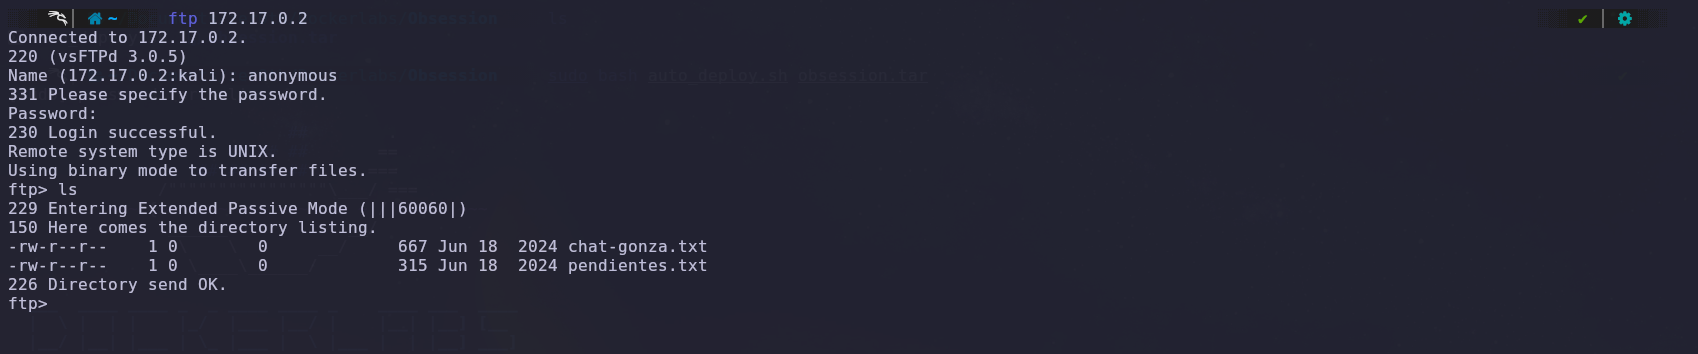 ~ ftp 172.17.0.2
Connected to 172.17.0.2.
220 (vsFTPd 3.0.5)
Name (172.17.0.2:kali): anonymous
331 Please specify the password.
Password:
230 Login successful.
Remote system type is UNIX.
Using binary mode to transfer files.
ftp> ls
229 Entering Extended Passive Mode (|||60060|)
150 Here comes the directory listing.
-rw-r--r--    1 0        0             667 Jun 18  2024 chat-gonza.txt
-rw-r--r--    1 0        0             315 Jun 18  2024 pendientes.txt
226 Directory send OK.
ftp>